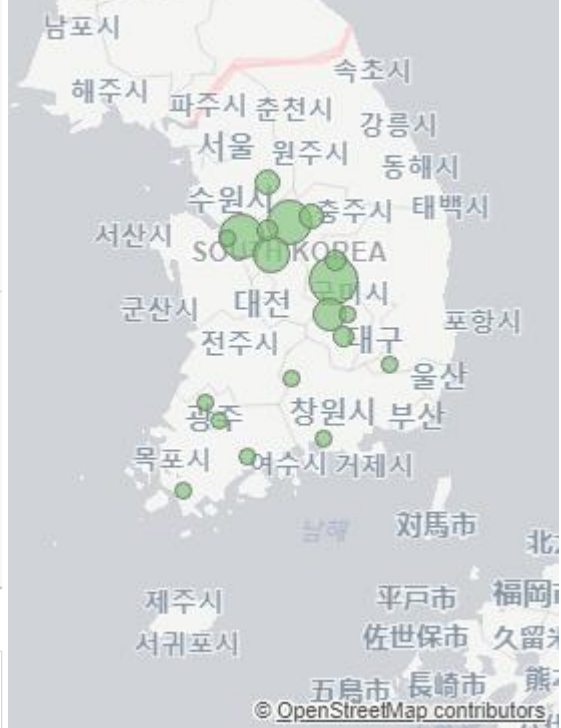 남포시
속초시
해주시 파주시 춘천시
강릉시
서울 원주시
동해시
수원시 충주시 태백시
서산시
SOUTH KOREA
구미시
군산시 대전
포항시
전주시 대구
울산
광주 창원시 부산
목포시 여수시 거제시
남해 対馬市
제주시 平戸市
서귀포시 佐世保市
五島市 長崎市
© OpenStreetMap contributors